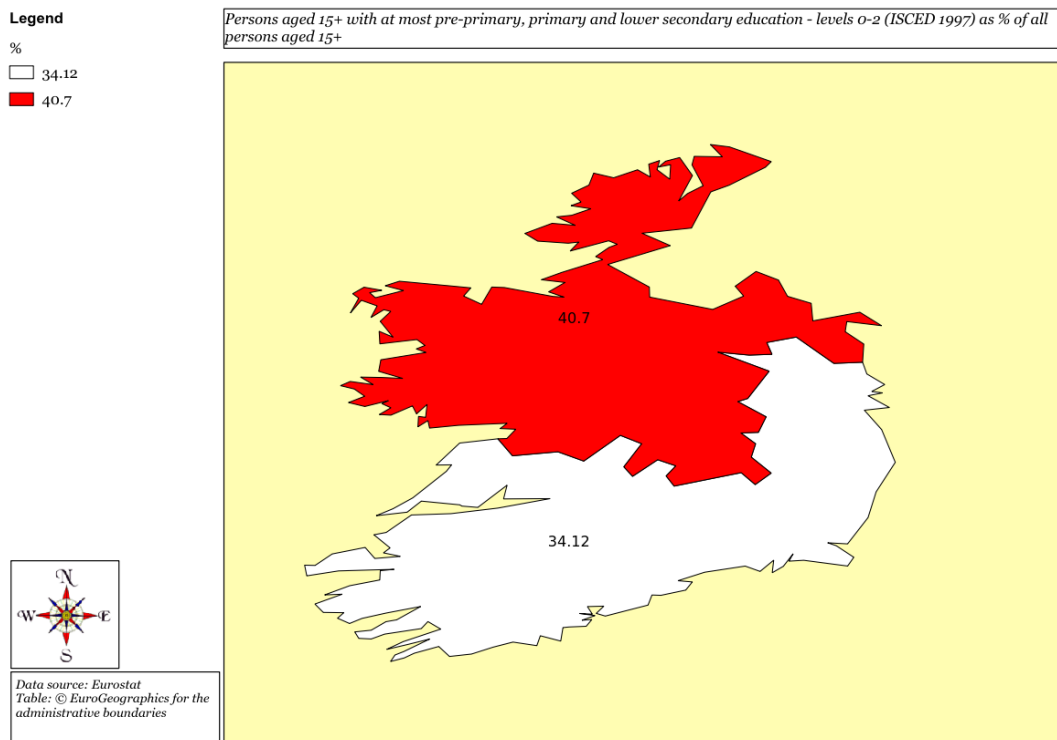 Legend
%
34.12
40.7
Persons aged 15+ with at most pre-primary, primary and lower secondary education - levels 0-2 (ISCED 1997) as % of all
persons aged 15+
40.7
34.12
N
W E
S
Data source: Eurostat
Table: © EuroGeographics for the
administrative boundaries